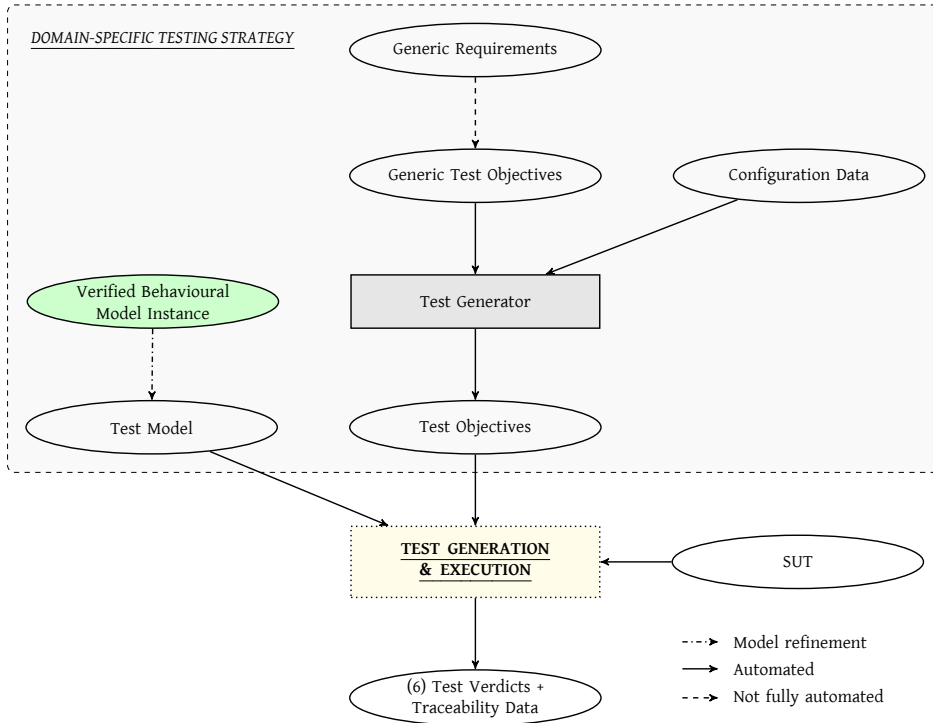 DOMAIN-SPECIFIC TESTING STRATEGY
Generic Requirements
Generic Test Objectives
Configuration Data
Verified Behavioural
Model Instance
Test Generator
Test Model
Test Objectives
TEST GENERATION
& EXECUTION
SUT
(6) Test Verdicts +
Traceability Data
Model refinement
Automated
Not fully automated